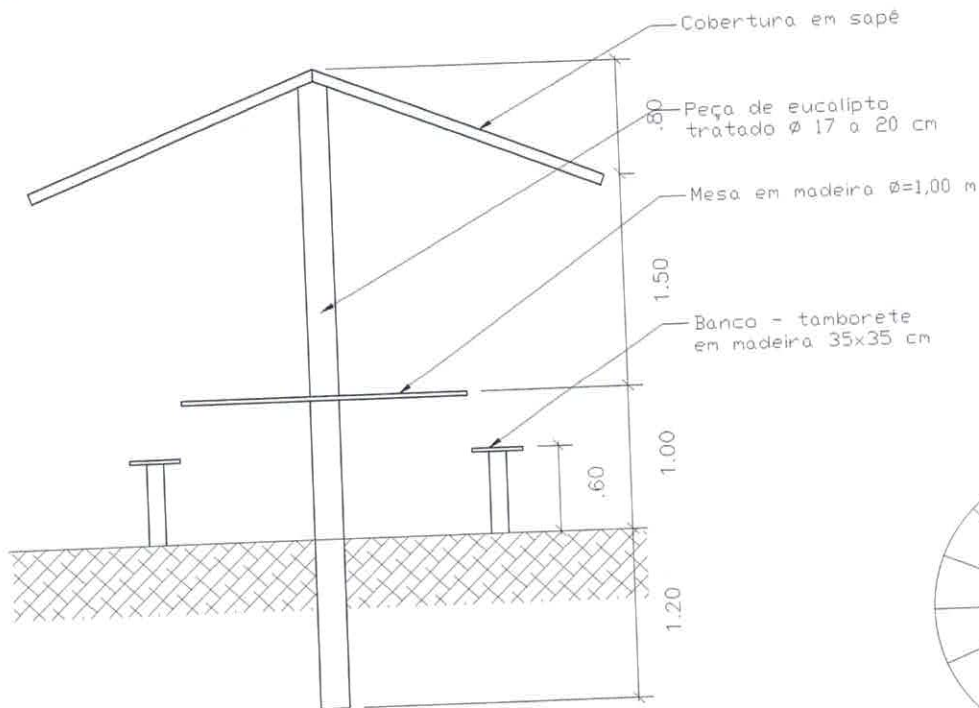 Cobertura em sapê
.80
Peça de eucalipto
tratado ø 17 a 20 cm
Mesa em madeira Ø=1,00 m
1.50
Banco - tamborete
em madeira 35x35 cm
1.00
.60
1.20